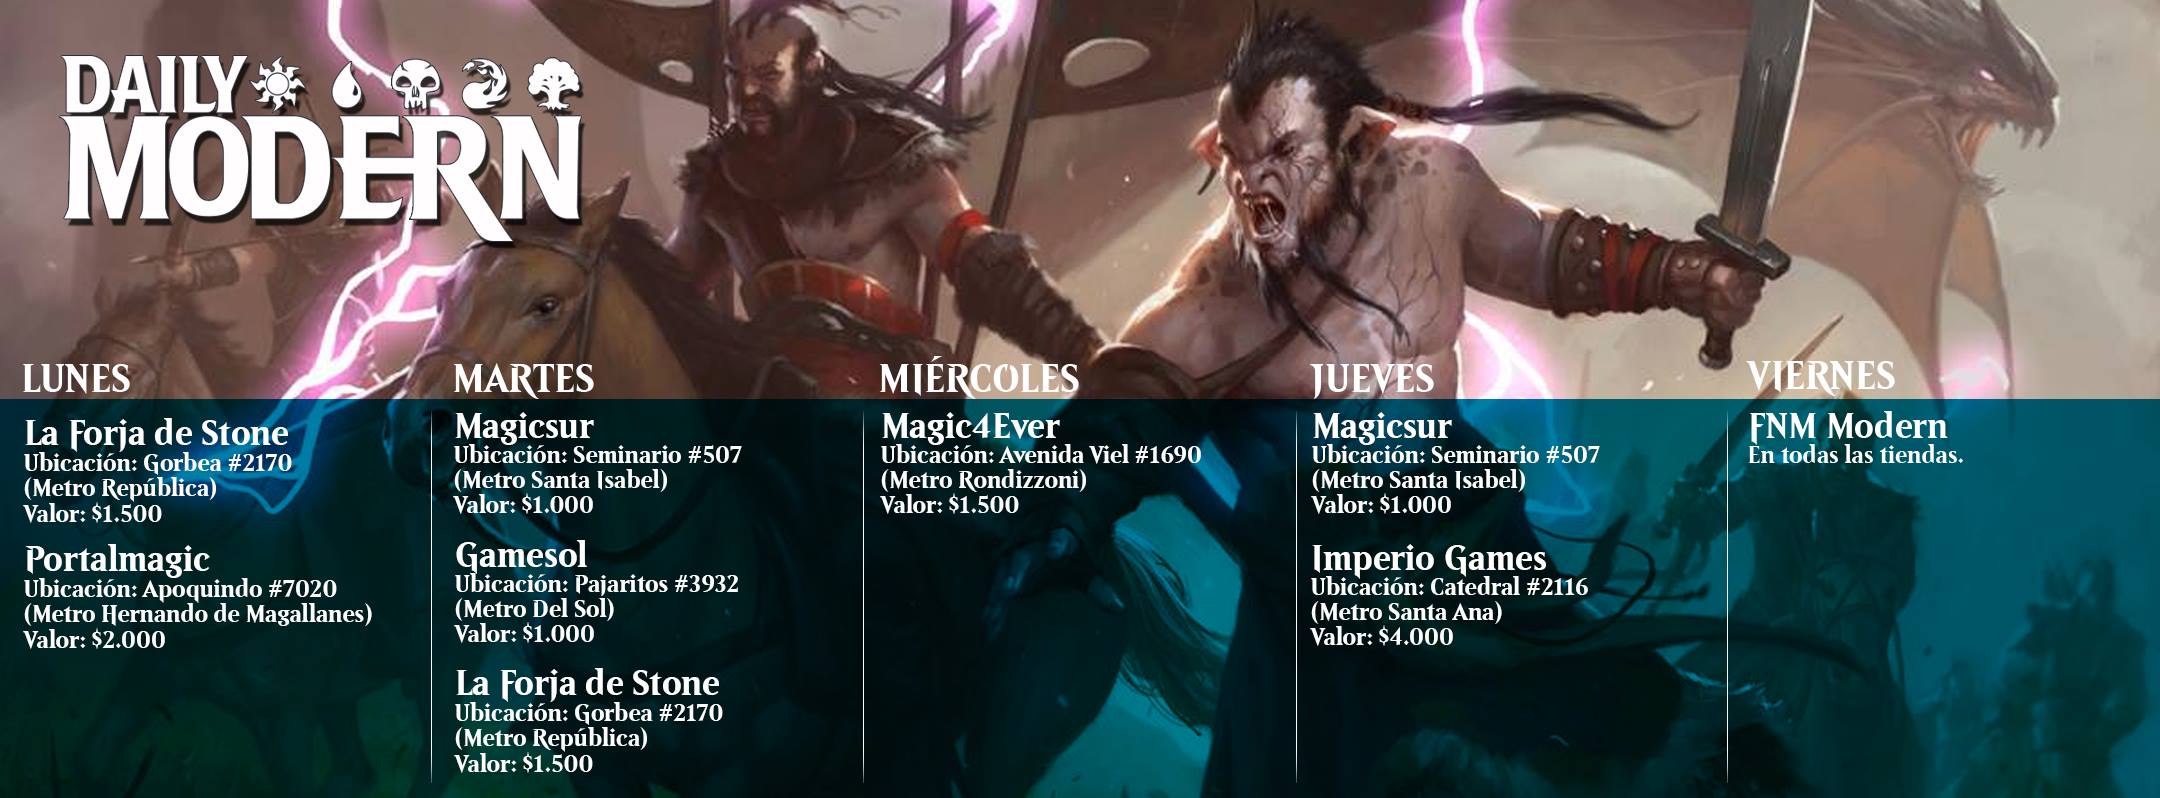 DAILY
MODERN
LUNES
La Forja de Stone
Ubicación: Gorbea #2170
(Metro República)
Valor: $1.500
Portalmagic
Ubicación: Apoquindo #7020
(Metro Hernando de Magallanes)
Valor: $2.000
MARTES
Magicsur
Ubicación: Seminario #507
(Metro Santa Isabel)
Valor: $1.000
Gamesol
Ubicación: Pajaritos #3932
(Metro Del Sol)
Valor: $1.000
La Forja de Stone
Ubicación: Gorbea #2170
(Metro República)
Valor: $1.500
MIÉRCOLES
Magic4Ever
Ubicación: Avenida Viel #1690
(Metro Rondizzoni)
Valor: $1.500
JUEVES
Magicsur
Ubicación: Seminario #507
(Metro Santa Isabel)
Valor: $1.000
Imperio Games
Ubicación: Catedral #2116
(Metro Santa Ana)
Valor: $4.000
VIERNES
FNM Modern
En todas las tiendas.